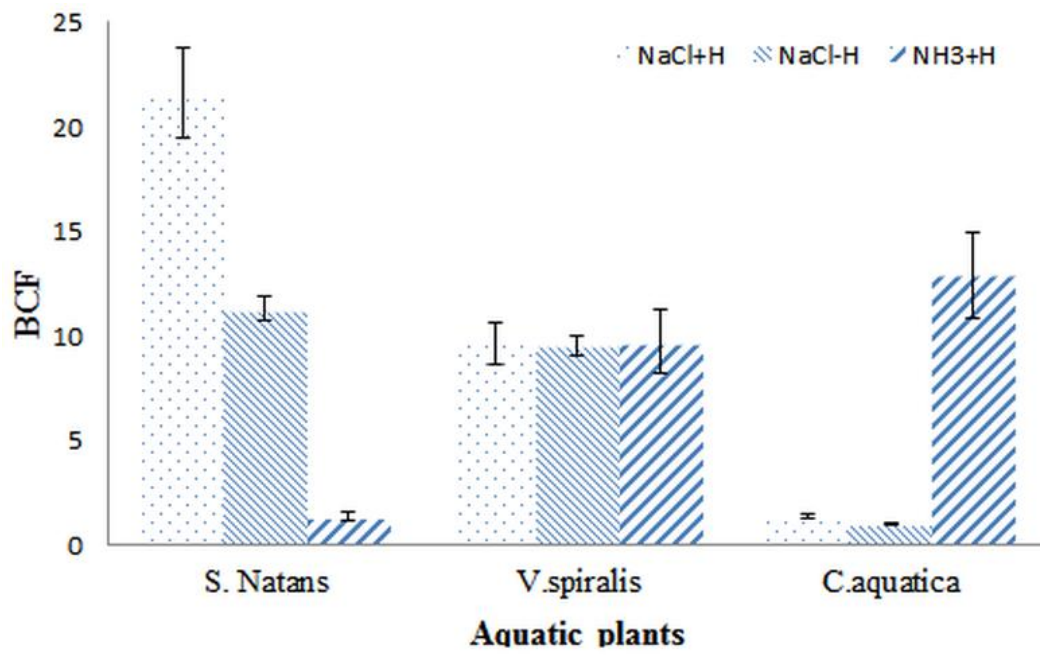 25
NaCl+H NaCl-H NH3+H
20
15
BCF
10
5
0
S. Natans V.spiralis C.aquatica
Aquatic plants